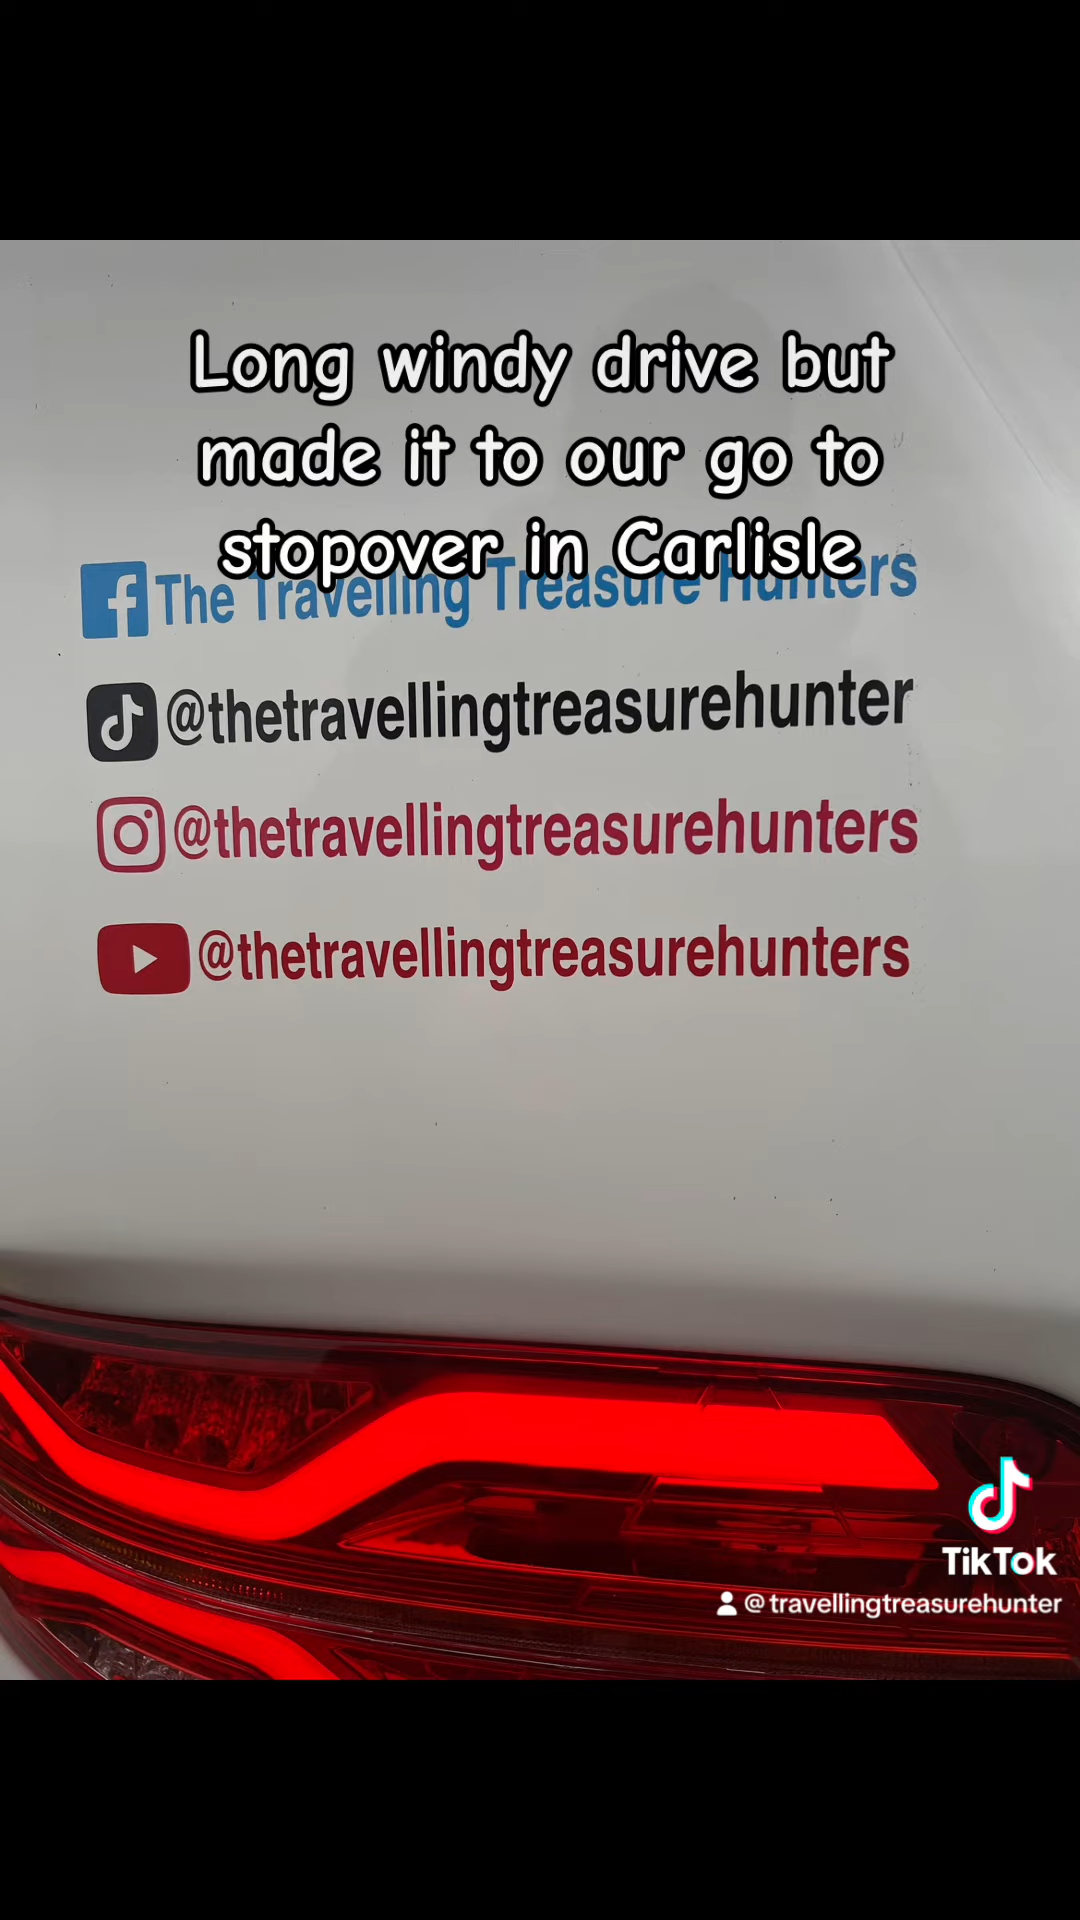 Long windy drive but
made it to our go to
stopover in Carlisle
The Travelling Treasure Hunters
@thetravellingtreasurehunter
@thetravellingtreasurehunters
@thetravellingtreasurehunters
TikTok
@travellingtreasurehunter